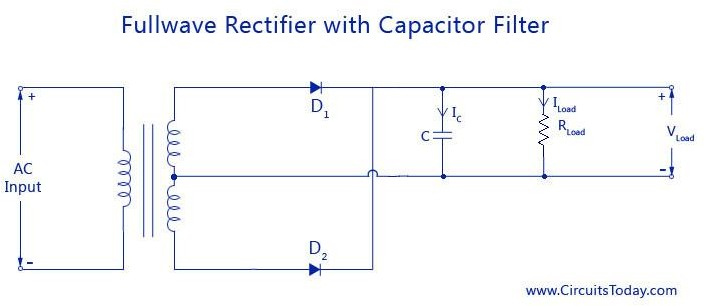 Fullwave Rectifier with Capacitor Filter
+
D1
Ic
C
ILoad
RLoad
+
VLoad
-
AC
Input
-
D2
www.CircuitsToday.com